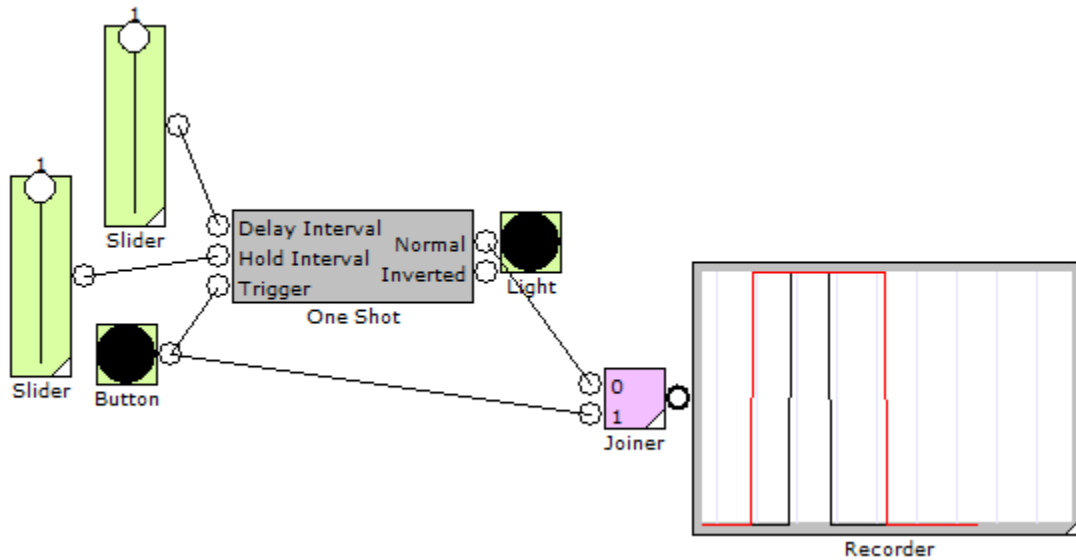 1
Slider
1
Slider
Button
Delay Interval
Hold Interval
Trigger
Normal
Inverted
One Shot
Light
0
1
Joiner
Recorder